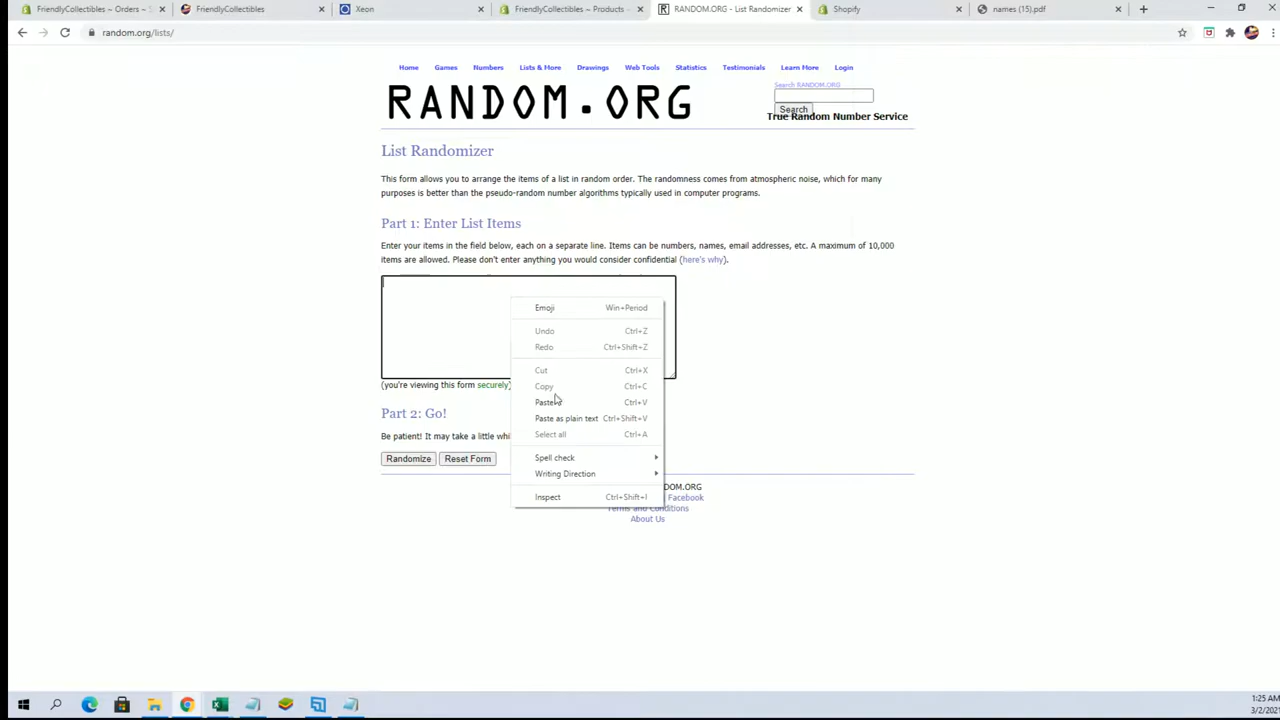 FriendlyCollectibles ~ Orders ~ S
FriendlyCollectibles
Xeon
FriendlyCollectibles ~ Products ~
RANDOM.ORG - List Randomizer
Shopify
names (15).pdf
random.org/lists/
Home Games Numbers Lists & More Drawings Web Tools Statistics Testimonials Learn More Login
RANDOM.ORG
Search RANDOM.ORG
Search
True Random Number Service
List Randomizer
This form allows you to arrange the items of a list in random order. The randomness comes from atmospheric noise, which for many
purposes is better than the pseudo-random number algorithms typically used in computer programs.
Part 1: Enter List Items
Enter your items in the field below, each on a separate line. Items can be numbers, names, email addresses, etc. A maximum of 10,000
items are allowed. Please don't enter anything you would consider confidential (here's why).
Emoji Win+Period
Undo Ctrl+Z
Redo Ctrl+Shift+Z
Cut Ctrl+X
Copy Ctrl+C
Paste Ctrl+V
Paste as plain text Ctrl+Shift+V
Select all Ctrl+A
Spell check
Writing Direction
Inspect Ctrl+Shift+I
(you're viewing this form securely)
Part 2: Go!
Be patient! It may take a little whi
Randomize Reset Form
DOM.ORG
Facebook
Terms and Conditions
About Us
1:25 AM